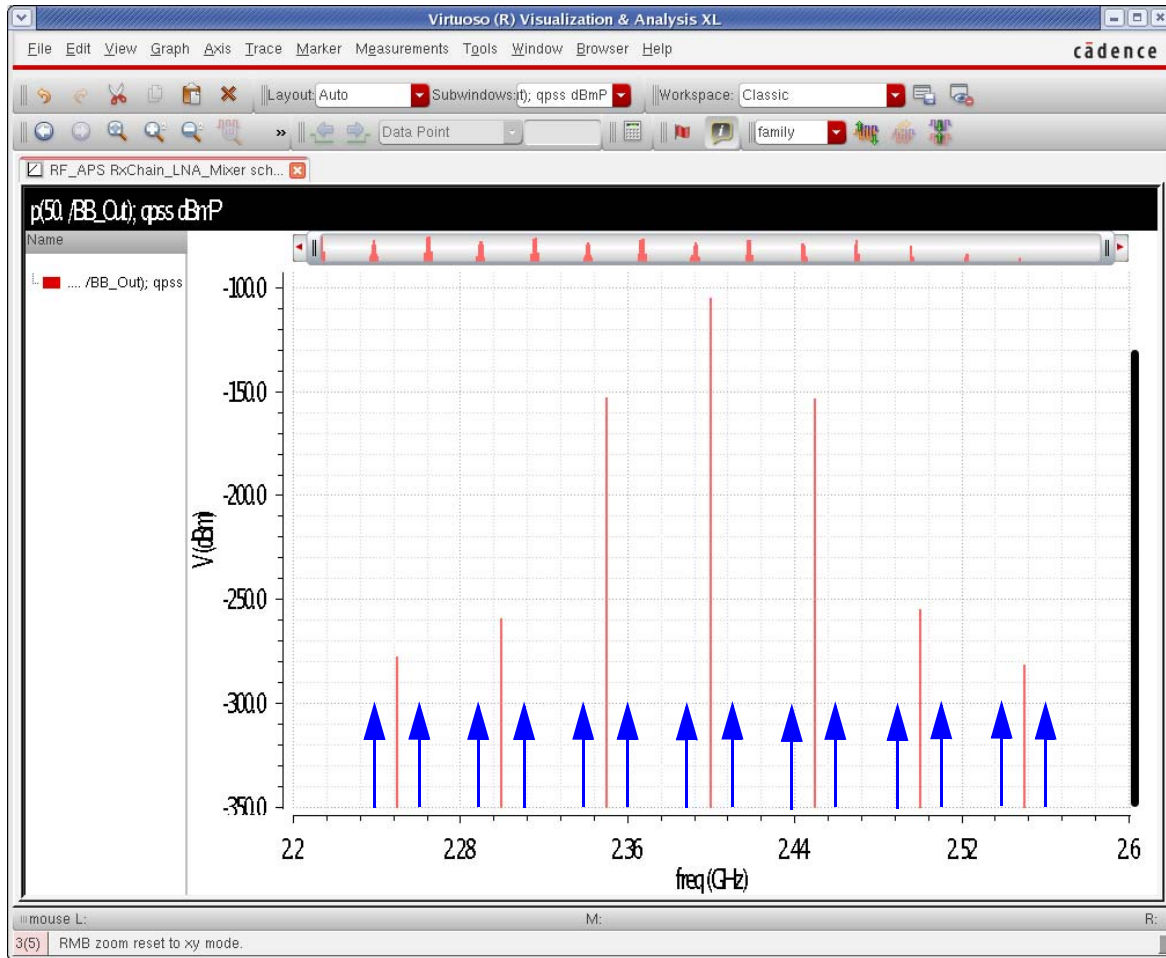 Virtuoso (R) Visualization & Analysis XL
File Edit View Graph Axis Trace Marker Measurements Tools Window Browser Help cādence
Layout: Auto Subwindows: it); qpss dBmP Workspace: Classic
» Data Point family
RF_APS RxChain_LNA_Mixer sch...
p(50. /BB_Out); qpss dBmP
Name
.... /BB_Out); qpss
-100.0
-150.0
-200.0
-250.0
-300.0
-350.0
V (dBm)
2.2 2.28 2.36 2.44 2.52 2.6
freq (GHz)
mouse L: M: R:
3(5) RMB zoom reset to xy mode.